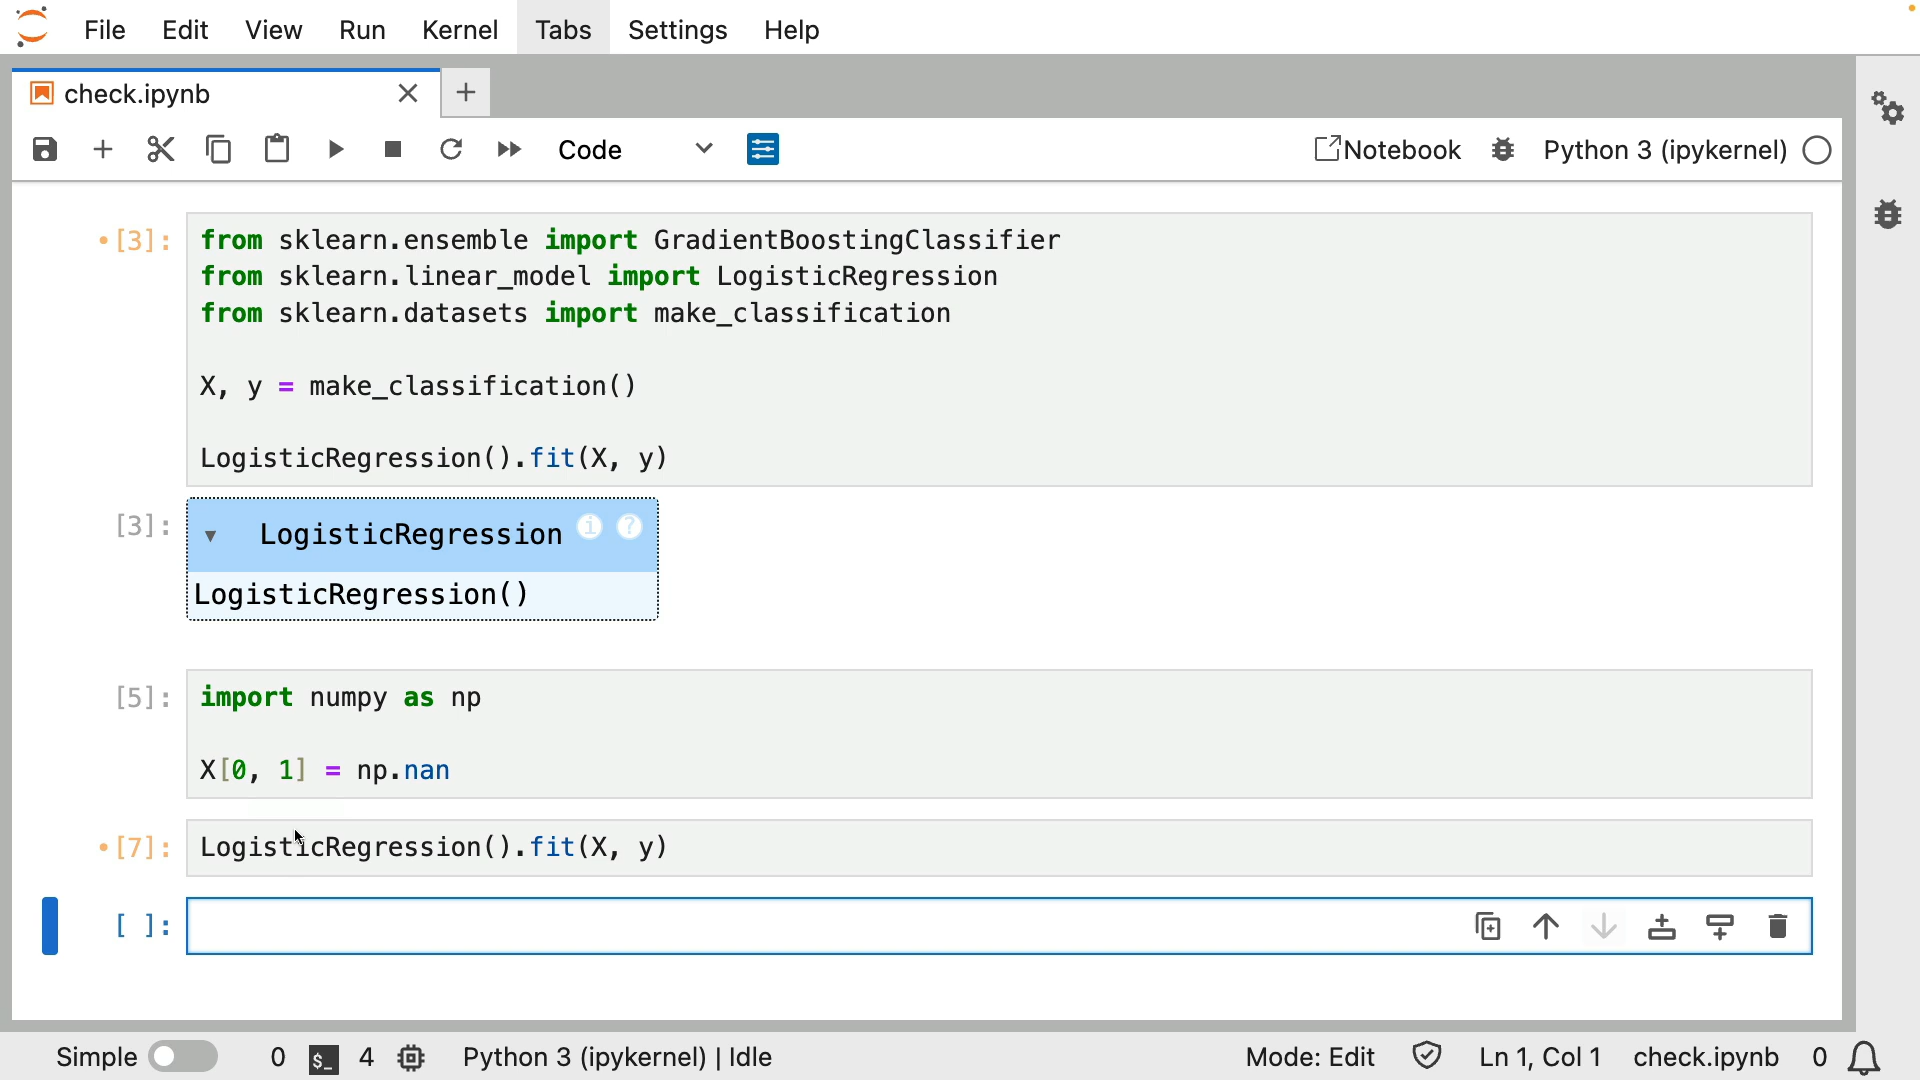 File Edit View Run Kernel Tabs Settings Help
check.ipynb
Code Notebook Python 3 (ipykernel)
[3]: from sklearn.ensemble import GradientBoostingClassifier
from sklearn.linear_model import LogisticRegression
from sklearn.datasets import make_classification
X, y = make_classification()
LogisticRegression().fit(X, y)
[3]: LogisticRegression i ?
LogisticRegression()
[5]: import numpy as np
X[0, 1] = np.nan
[7]: LogisticRegression().fit(X, y)
[ ]:
Simple 0 $_ 4 Python 3 (ipykernel) | Idle Mode: Edit Ln 1, Col 1 check.ipynb 0